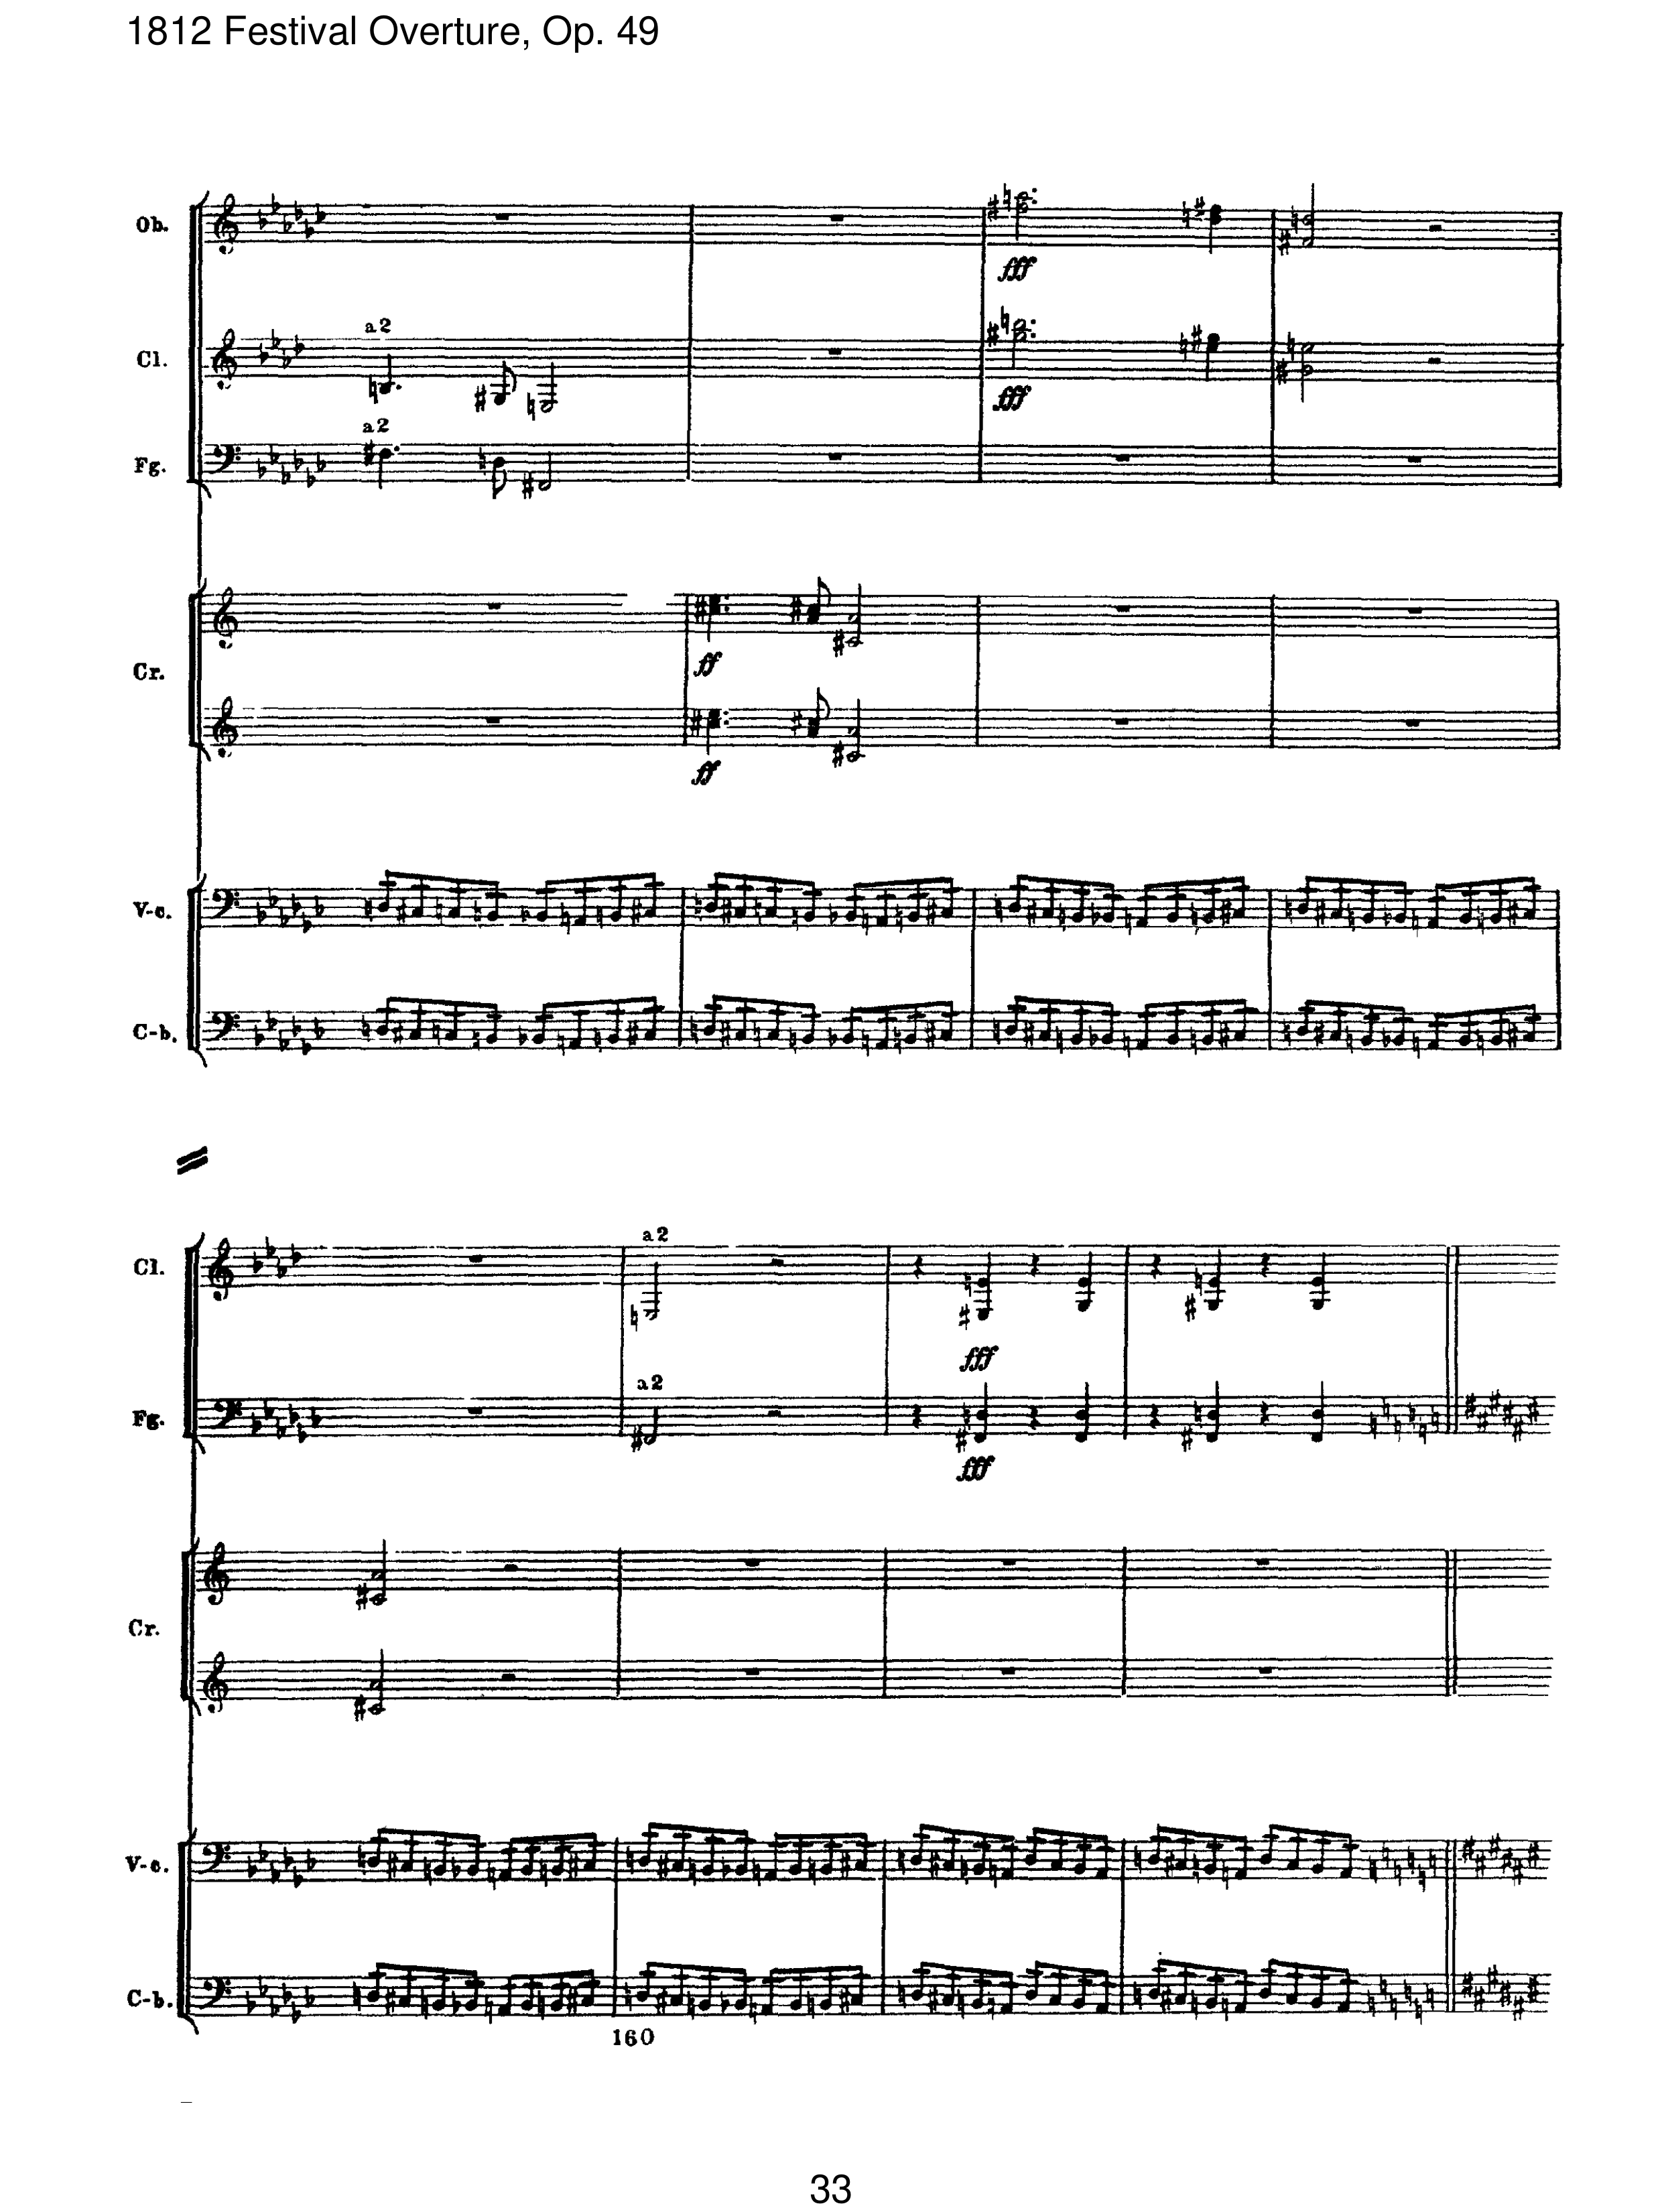 1812 Festival Overture, Op. 49
Ob.
fff
a 2
Cl.
fff
a 2
Fg.
ff
Cr.
ff
V-c.
C-b.
a 2
Cl.
fff
a 2
Fg.
fff
Cr.
V-c.
C-b.
160
33